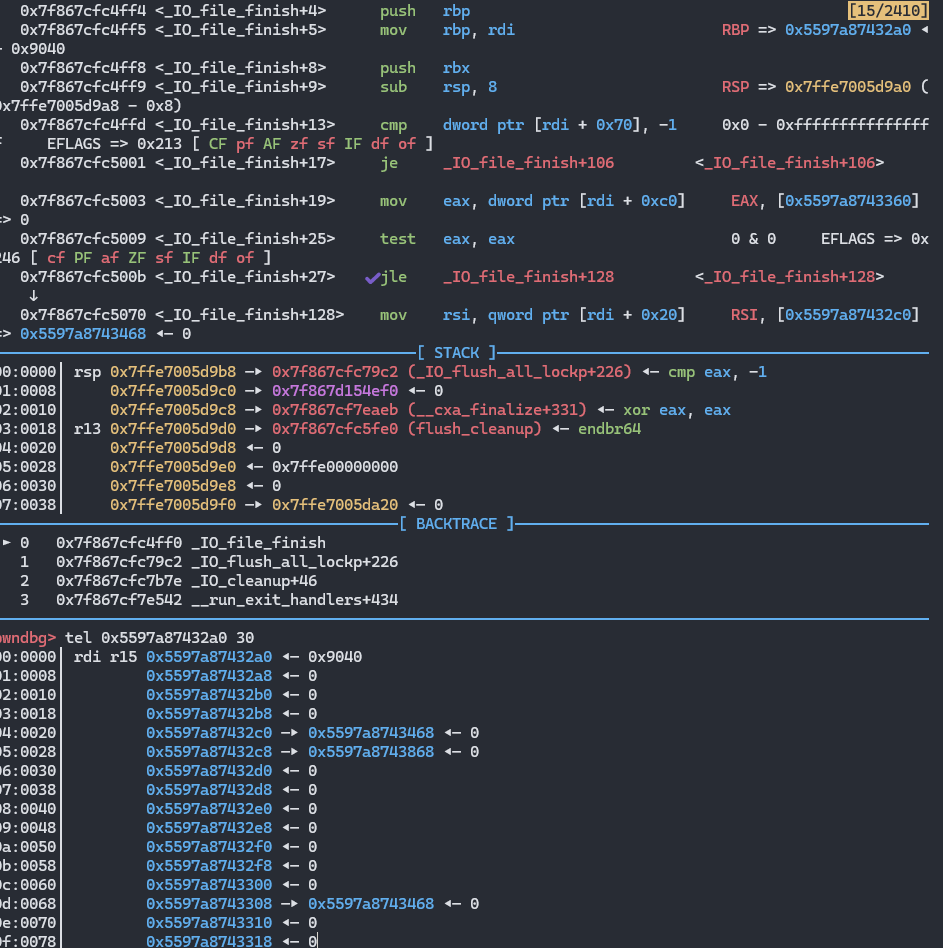 0x7f867cfc4ff4 <_IO_file_finish+4> push rbp [15/2410]
0x7f867cfc4ff5 <_IO_file_finish+5> mov rbp, rdi RBP => 0x5597a87432a0 ◂
- 0x9040
0x7f867cfc4ff8 <_IO_file_finish+8> push rbx
0x7f867cfc4ff9 <_IO_file_finish+9> sub rsp, 8 RSP => 0x7ffe7005d9a0 (
0x7ffe7005d9a8 - 0x8)
0x7f867cfc4ffd <_IO_file_finish+13> cmp dword ptr [rdi + 0x70], -1 0x0 - 0xfffffffffffffff
f EFLAGS => 0x213 [ CF pf AF zf sf IF df of ]
0x7f867cfc5001 <_IO_file_finish+17> je _IO_file_finish+106 <_IO_file_finish+106>
0x7f867cfc5003 <_IO_file_finish+19> mov eax, dword ptr [rdi + 0xc0] EAX, [0x5597a8743360]
=> 0
0x7f867cfc5009 <_IO_file_finish+25> test eax, eax 0 & 0 EFLAGS => 0x
246 [ cf PF af ZF sf IF df of ]
0x7f867cfc500b <_IO_file_finish+27> ✔jle _IO_file_finish+128 <_IO_file_finish+128>
↓
0x7f867cfc5070 <_IO_file_finish+128> mov rsi, qword ptr [rdi + 0x20] RSI, [0x5597a87432c0]
=> 0x5597a8743468 ◂— 0
[ STACK ]
00:0000│ rsp 0x7ffe7005d9b8 —▸ 0x7f867cfc79c2 (_IO_flush_all_lockp+226) ◂— cmp eax, -1
01:0008│ 0x7ffe7005d9c0 —▸ 0x7f867d154ef0 ◂— 0
02:0010│ 0x7ffe7005d9c8 —▸ 0x7f867cf7eaeb (__cxa_finalize+331) ◂— xor eax, eax
03:0018│ r13 0x7ffe7005d9d0 —▸ 0x7f867cfc5fe0 (flush_cleanup) ◂— endbr64
04:0020│ 0x7ffe7005d9d8 ◂— 0
05:0028│ 0x7ffe7005d9e0 ◂— 0x7ffe00000000
06:0030│ 0x7ffe7005d9e8 ◂— 0
07:0038│ 0x7ffe7005d9f0 —▸ 0x7ffe7005da20 ◂— 0
[ BACKTRACE ]
► 0 0x7f867cfc4ff0 _IO_file_finish
1 0x7f867cfc79c2 _IO_flush_all_lockp+226
2 0x7f867cfc7b7e _IO_cleanup+46
3 0x7f867cf7e542 __run_exit_handlers+434
pwndbg> tel 0x5597a87432a0 30
00:0000│ rdi r15 0x5597a87432a0 ◂— 0x9040
01:0008│ 0x5597a87432a8 ◂— 0
02:0010│ 0x5597a87432b0 ◂— 0
03:0018│ 0x5597a87432b8 ◂— 0
04:0020│ 0x5597a87432c0 —▸ 0x5597a8743468 ◂— 0
05:0028│ 0x5597a87432c8 —▸ 0x5597a8743868 ◂— 0
06:0030│ 0x5597a87432d0 ◂— 0
07:0038│ 0x5597a87432d8 ◂— 0
08:0040│ 0x5597a87432e0 ◂— 0
09:0048│ 0x5597a87432e8 ◂— 0
0a:0050│ 0x5597a87432f0 ◂— 0
0b:0058│ 0x5597a87432f8 ◂— 0
0c:0060│ 0x5597a8743300 ◂— 0
0d:0068│ 0x5597a8743308 —▸ 0x5597a8743468 ◂— 0
0e:0070│ 0x5597a8743310 ◂— 0
0f:0078│ 0x5597a8743318 ◂— 0